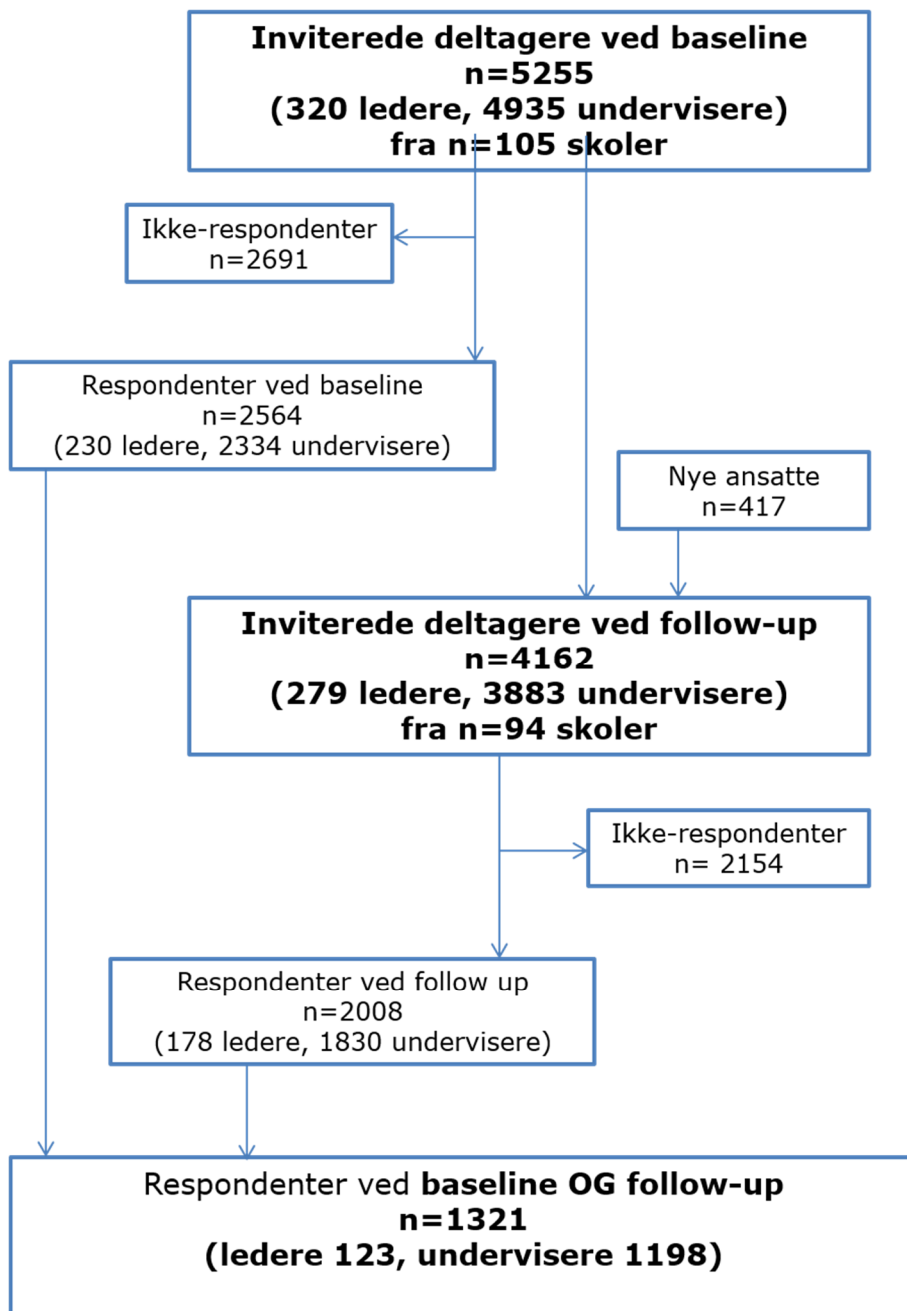 Inviterede deltagere ved baseline
n=5255
(320 ledere, 4935 undervisere)
fra n=105 skoler
Ikke-respondenter
n=2691
Respondenter ved baseline
n=2564
(230 ledere, 2334 undervisere)
Nye ansatte
n=417
Inviterede deltagere ved follow-up
n=4162
(279 ledere, 3883 undervisere)
fra n=94 skoler
Ikke-respondenter
n= 2154
Respondenter ved follow up
n=2008
(178 ledere, 1830 undervisere)
Respondenter ved baseline OG follow-up
n=1321
(ledere 123, undervisere 1198)